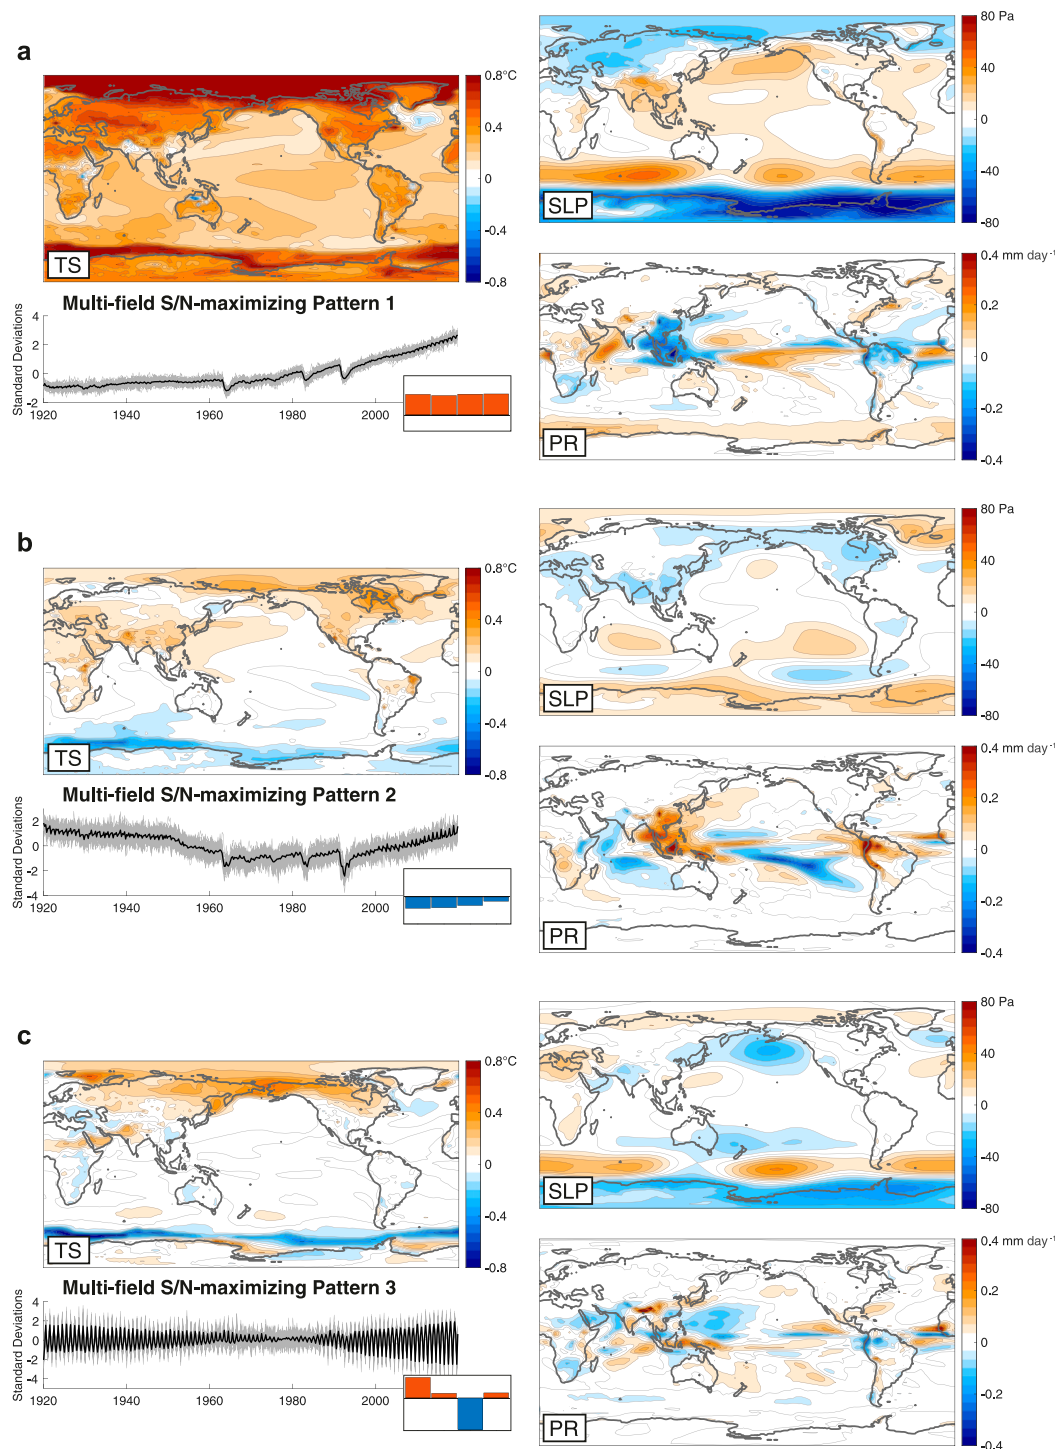 a
0.8°C
0.4
0
-0.4
-0.8
TS
Multi-field S/N-maximizing Pattern 1
Standard Deviations
4
2
0
-2
1920
1940
1960
1980
2000
80 Pa
40
0
-40
-80
SLP
0.4 mm day⁻¹
0.2
0
-0.2
-0.4
PR
b
0.8°C
0.4
0
-0.4
-0.8
TS
Multi-field S/N-maximizing Pattern 2
Standard Deviations
2
0
-2
-4
1920
1940
1960
1980
2000
80 Pa
40
0
-40
-80
SLP
0.4 mm day⁻¹
0.2
0
-0.2
-0.4
PR
c
0.8°C
0.4
0
-0.4
-0.8
TS
Multi-field S/N-maximizing Pattern 3
Standard Deviations
4
2
0
-2
-4
1920
1940
1960
1980
2000
80 Pa
40
0
-40
-80
SLP
0.4 mm day⁻¹
0.2
0
-0.2
-0.4
PR